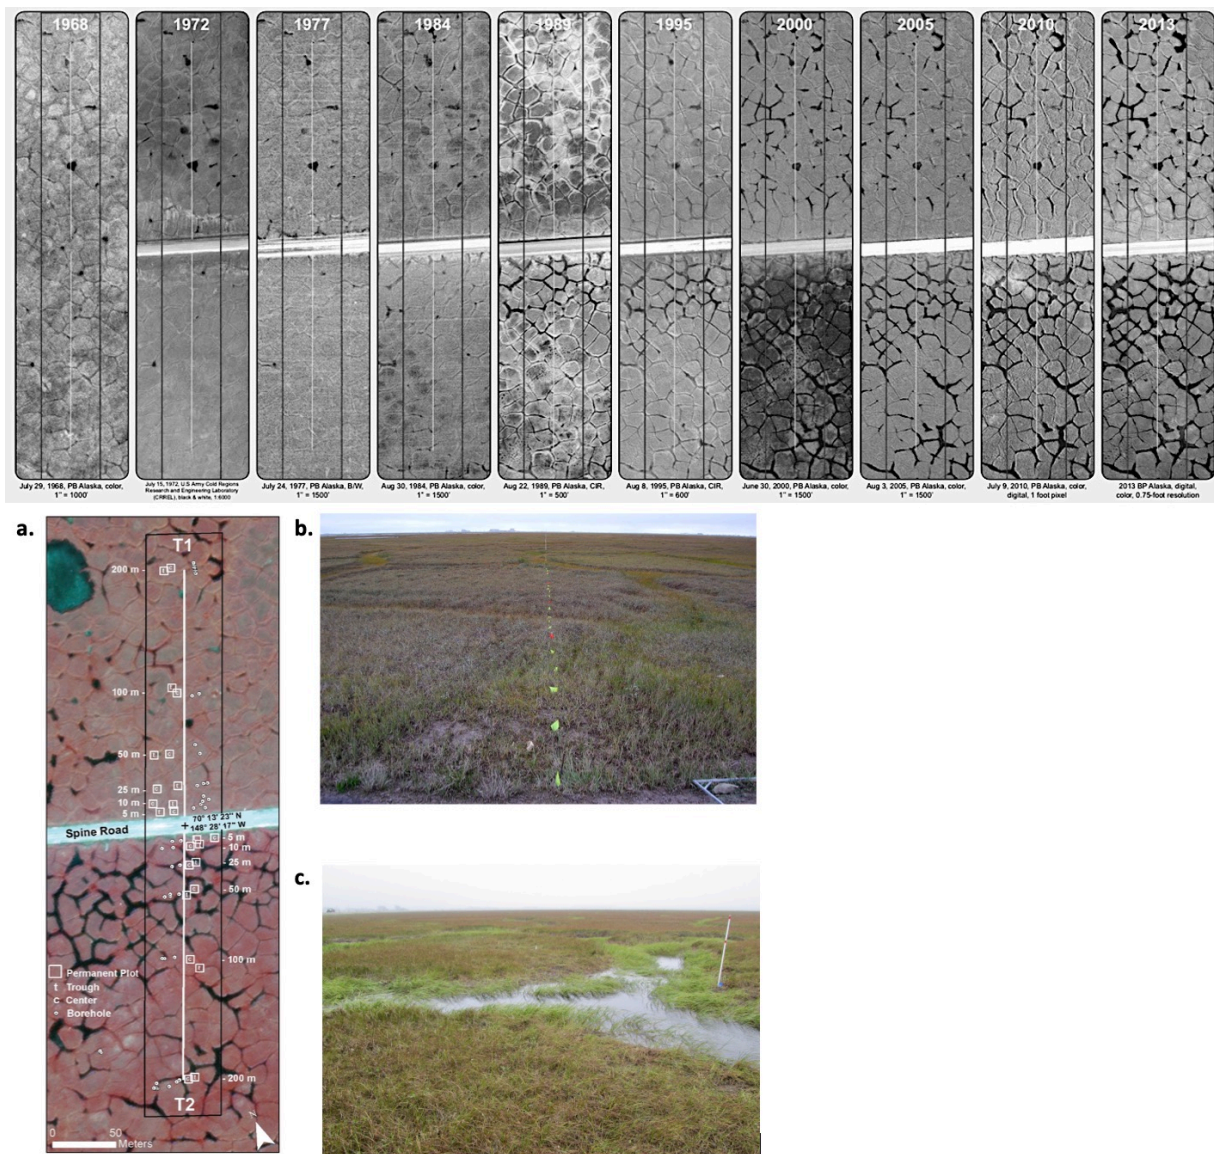 1968 1972 1977 1984 1989 1995 2000 2005 2010 2013
July 29, 1968, PB Alaska, color,
1" = 1000'
July 15, 1972, U.S Army Cold Regions
Research and Engineering Laboratory
(CRREL), black & white, 1:6000
July 24, 1977, PB Alaska, B/W,
1" = 1500'
Aug 30, 1984, PB Alaska, color,
1" = 1500'
Aug 22, 1989, PB Alaska, CIR,
1" = 500'
Aug 8, 1995, PB Alaska, CIR,
1" = 600'
June 30, 2000, PB Alaska, color,
1" = 1500'
Aug 3, 2005, PB Alaska, color,
1" = 1500'
July 9, 2010, PB Alaska, color,
digital, 1 foot pixel
2013 BP Alaska, digital,
color, 0.75-foot resolution
a.
T1
200 m
100 m
50 m
25 m
10 m
5 m
Spine Road
70° 13' 23" N
148° 28' 17" W
5 m
10 m
25 m
50 m
100 m
Permanent Plot
t Trough
c Center
Borehole
200 m
T2
0 50
Meters
N
b.
c.